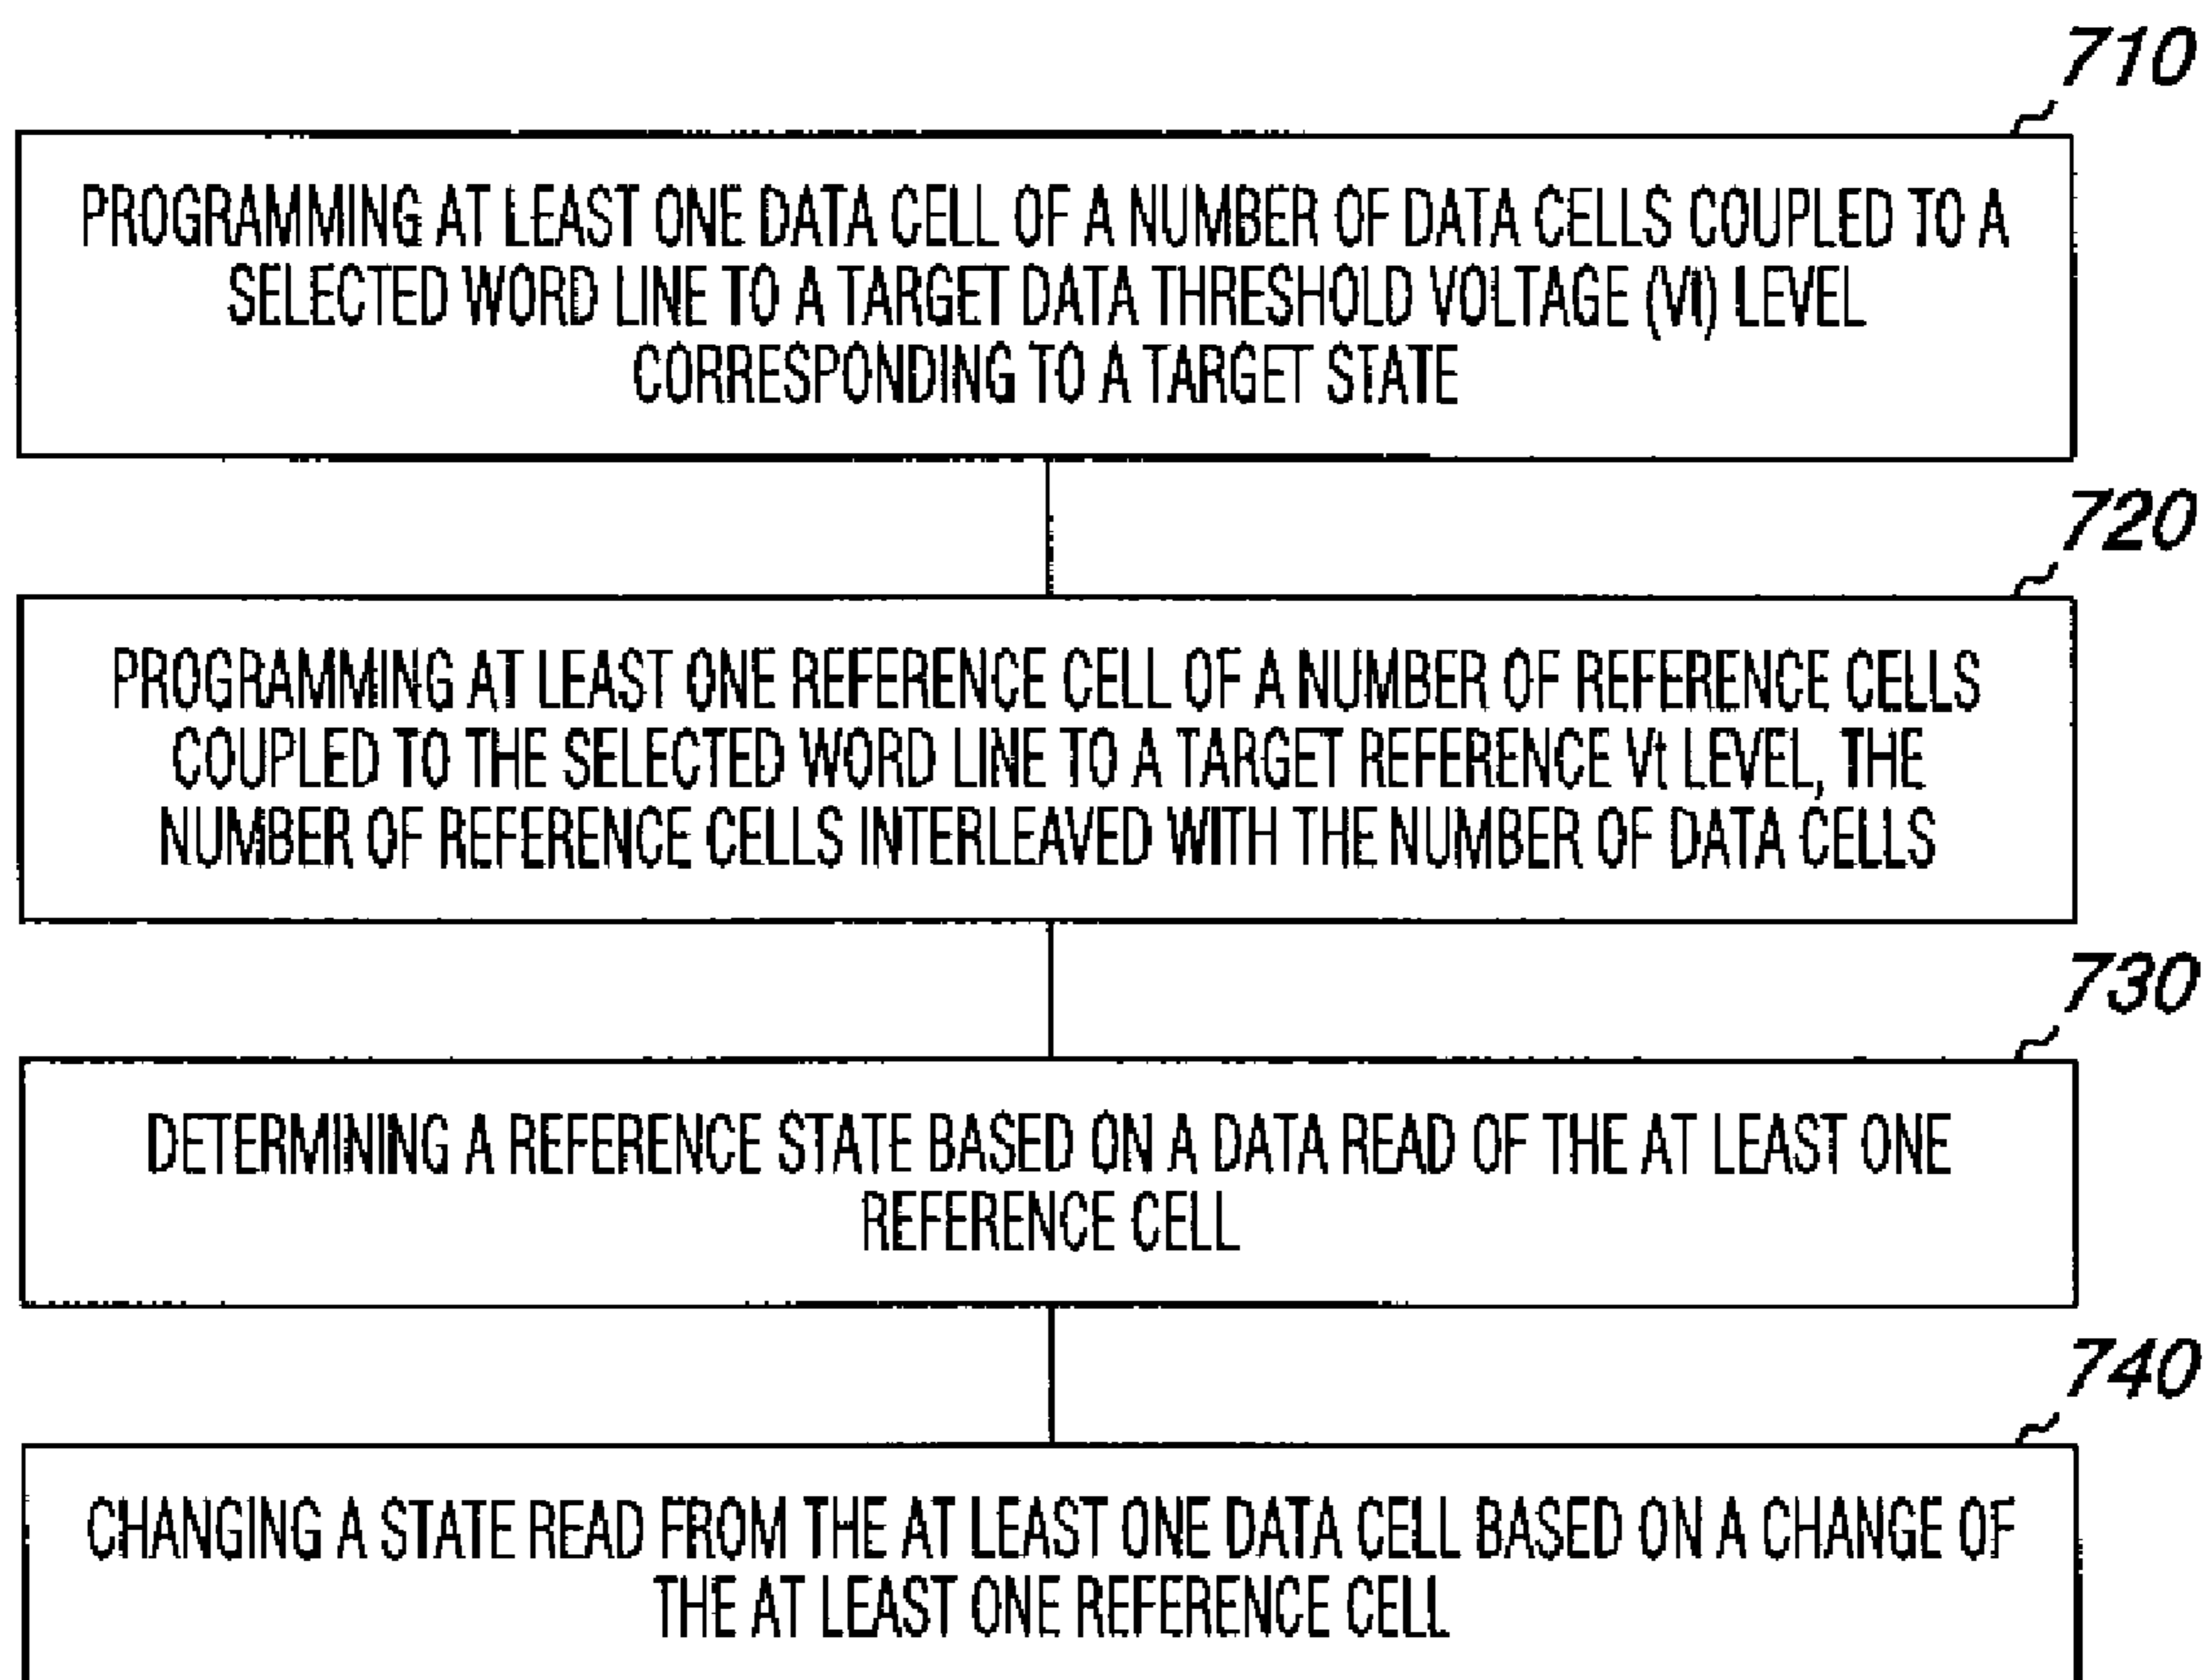 710
PROGRAMMING AT LEAST ONE DATA CELL OF A NUMBER OF DATA CELLS COUPLED TO A
SELECTED WORD LINE TO A TARGET DATA THRESHOLD VOLTAGE (Vt) LEVEL
CORRESPONDING TO A TARGET STATE
720
PROGRAMMING AT LEAST ONE REFERENCE CELL OF A NUMBER OF REFERENCE CELLS
COUPLED TO THE SELECTED WORD LINE TO A TARGET REFERENCE Vt LEVEL, THE
NUMBER OF REFERENCE CELLS INTERLEAVED WITH THE NUMBER OF DATA CELLS
730
DETERMINING A REFERENCE STATE BASED ON A DATA READ OF THE AT LEAST ONE
REFERENCE CELL
740
CHANGING A STATE READ FROM THE AT LEAST ONE DATA CELL BASED ON A CHANGE OF
THE AT LEAST ONE REFERENCE CELL